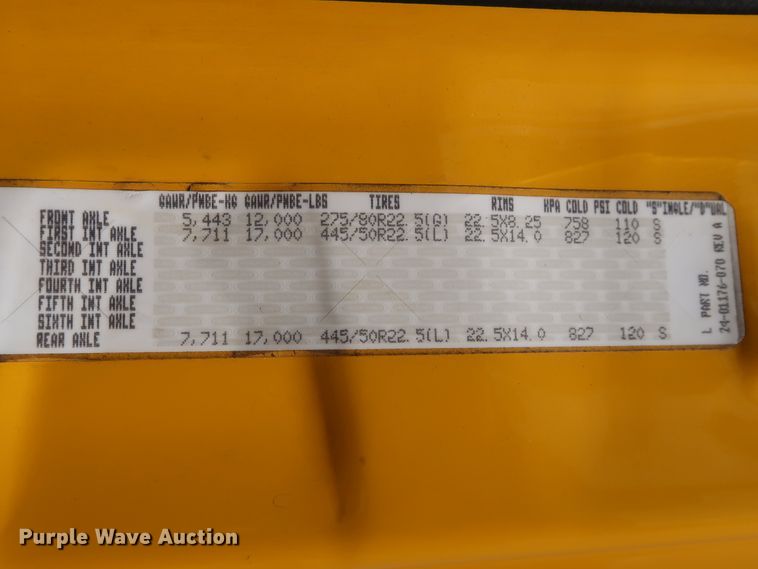 GAWR/PNBE-KG GAWR/PNBE-LBS TIRES RIMS KPA COLD PSI COLD "S"INGLE/"D"UAL
FRONT AXLE 5,443 12,000 275/80R22.5(G) 22.5X8.25 758 110 S
FIRST INT AXLE 7,711 17,000 445/50R22.5(L) 22.5X14.0 827 120 S
SECOND INT AXLE
THIRD INT AXLE
FOURTH INT AXLE
FIFTH INT AXLE
SIXTH INT AXLE
REAR AXLE 7,711 17,000 445/50R22.5(L) 22.5X14.0 827 120 S
L PART NO.
24-01176-070 REV A
Purple Wave Auction